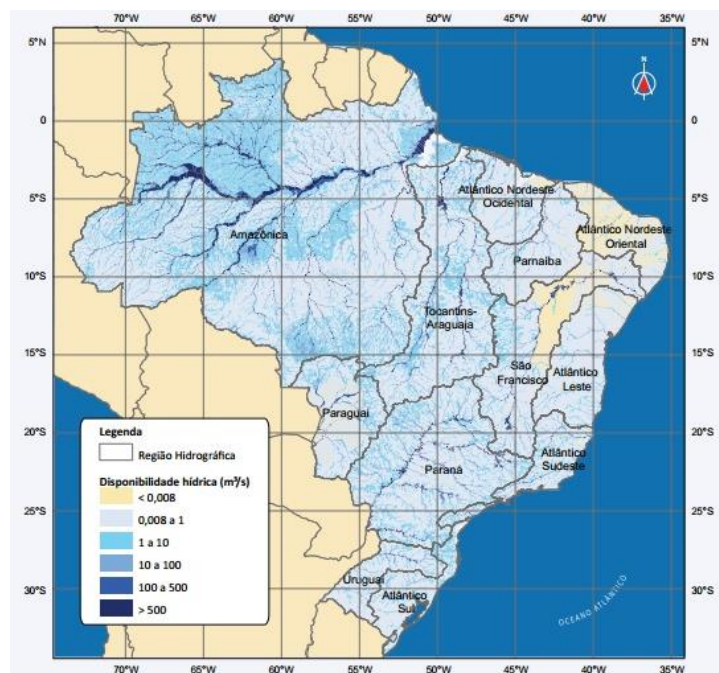 70°W 65°W 60°W 55°W 50°W 45°W 40°W 35°W
5°N 5°N
N
0 0
5°S 5°S
Atlântico Nordeste
Ocidental
Amazônica
Atlântico Nordeste
Oriental
Parnaíba
10°S 10°S
Tocantins-
Araguaia
15°S 15°S
São
Francisco
Atlântico
Leste
Paraguai
20°S 20°S
Atlântico
Sudeste
Paraná
25°S 25°S
Uruguai
Atlântico
Sul
30°S 30°S
OCEANO ATLÂNTICO
Legenda
Região Hidrográfica
Disponibilidade hídrica (m³/s)
< 0,008
0,008 a 1
1 a 10
10 a 100
100 a 500
> 500
70°W 65°W 60°W 55°W 50°W 45°W 40°W 35°W